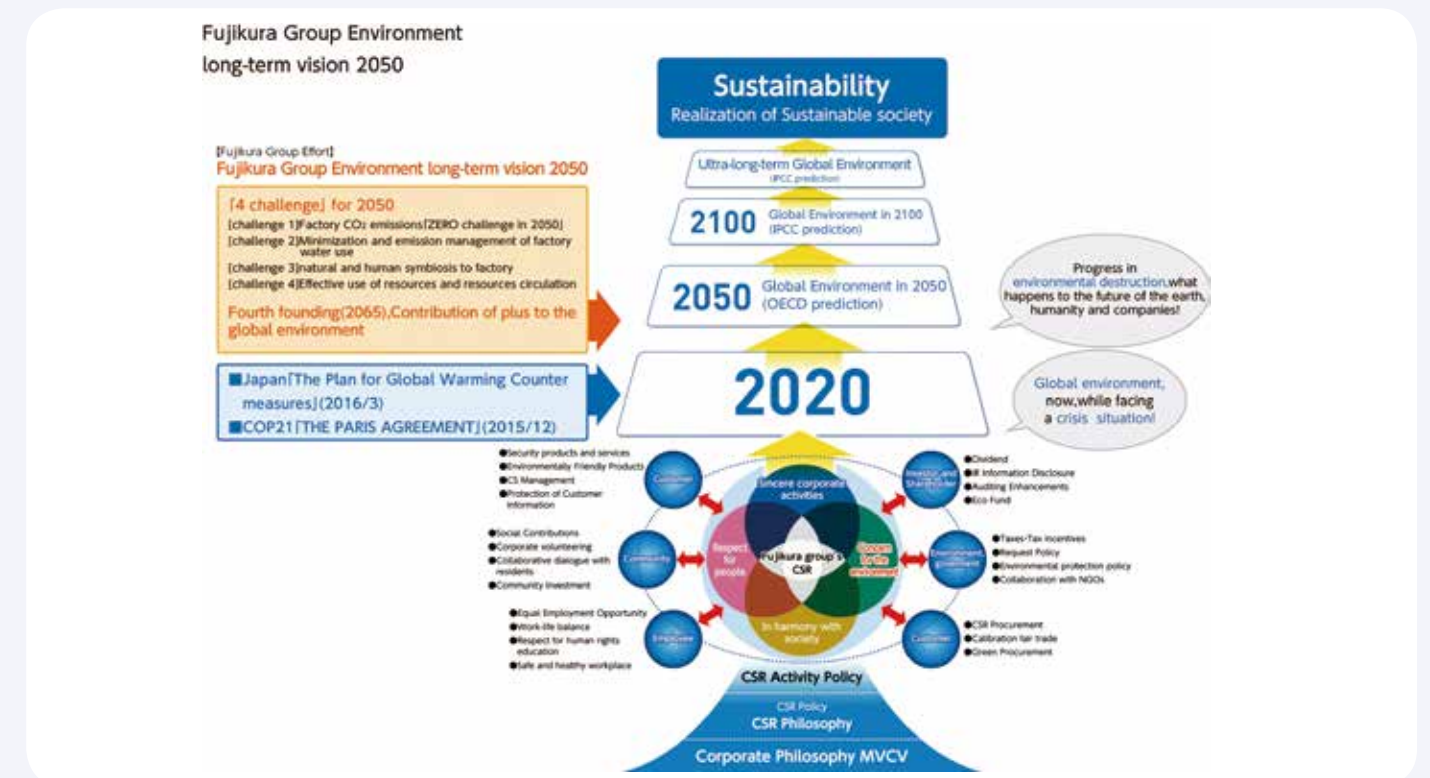 Fujikura Group Environment
long-term vision 2050
Sustainability
Realization of Sustainable society
Ultra-long-term Global Environment
(IPCC prediction)
2100
Global Environment in 2100
(IPCC prediction)
2050
Global Environment in 2050
(OECD prediction)
2020
【Fujikura Group Effort】
Fujikura Group Environment long-term vision 2050
「4 challenge」 for 2050
[challenge 1]Factory CO₂ emissions「ZERO challenge in 2050」
[challenge 2]Minimization and emission management of factory
water use
[challenge 3]natural and human symbiosis to factory
[challenge 4]Effective use of resources and resources circulation
Fourth founding(2065),Contribution of plus to the
global environment
■Japan「The Plan for Global Warming Counter
measures」(2016/3)
■COP21「THE PARIS AGREEMENT」(2015/12)
Progress in
environmental destruction,what
happens to the future of the earth,
humanity and companies!
Global environment,
now,while facing
a crisis situation!
●Security products and services
●Environmentally Friendly Products
●CS Management
●Protection of Customer
Information
Customer
●Social Contributions
●Corporate volunteering
●Collaborative dialogue with
residents
●Community Investment
Community
●Equal Employment Opportunity
●Work-life balance
●Respect for human rights
education
●Safe and healthy workplace
Employee
Sincere corporate
activities
Respect
for
people
Fujikura group's
CSR
Concern
for the
environment
In harmony with
society
Investor and
Shareholder
●Dividend
●IR Information Disclosure
●Auditing Enhancements
●Eco Fund
Environment
government
●Taxes-Tax incentives
●Request Policy
●Environmental protection policy
●Collaboration with NGOs
Customer
●CSR Procurement
●Calibration fair trade
●Green Procurement
CSR Activity Policy
CSR Policy
CSR Philosophy
Corporate Philosophy MVCV